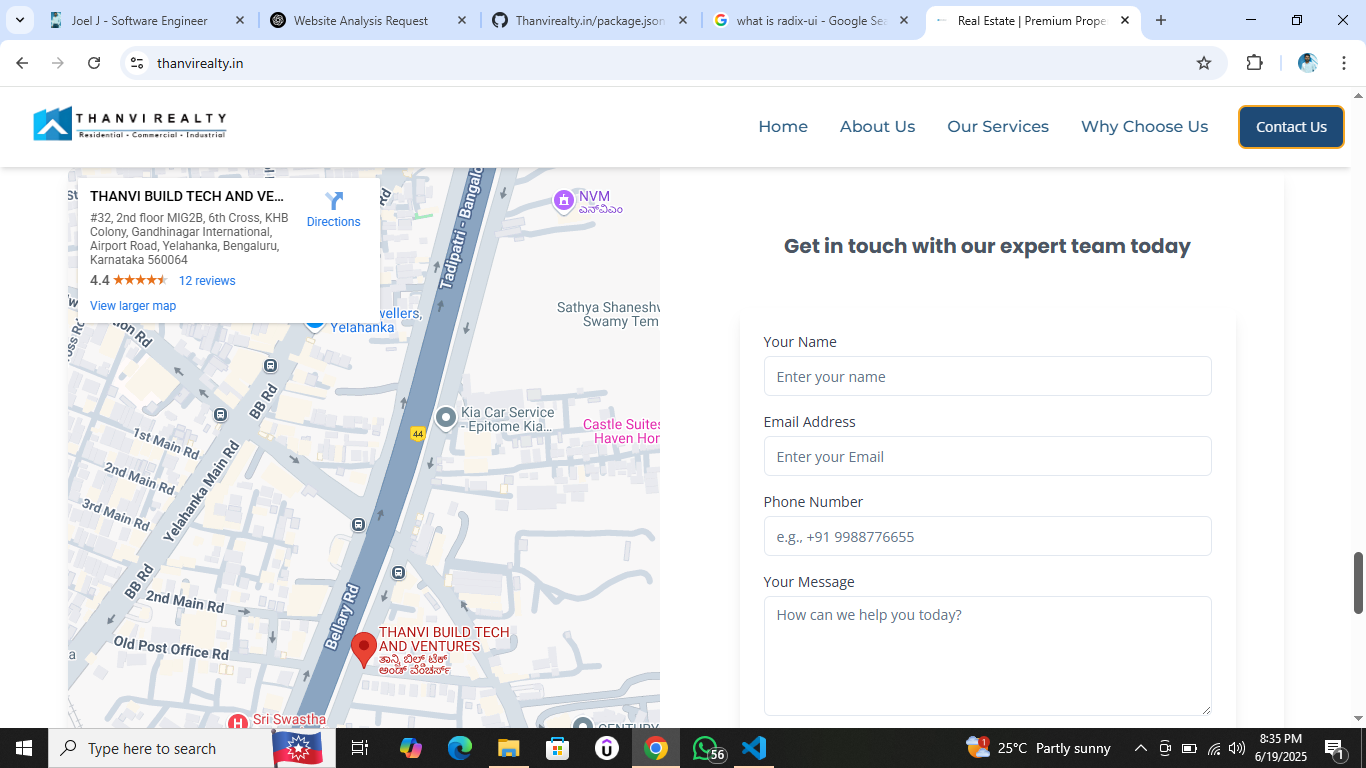 Joel J - Software Engineer
Website Analysis Request
Thanvirealty.in/package.json
what is radix-ui - Google Sea
Real Estate | Premium Prope
thanvirealty.in
THANVI REALTY
Residential • Commercial • Industrial
Home
About Us
Our Services
Why Choose Us
Contact Us
THANVI BUILD TECH AND VE...
#32, 2nd floor MIG2B, 6th Cross, KHB
Colony, Gandhinagar International,
Airport Road, Yelahanka, Bengaluru,
Karnataka 560064
4.4
12 reviews
View larger map
Directions
Tadipatri - Bangalo
NVM
ಎನ್‌ವಿಎಂ
Sathya Shaneshw
Swamy Tem
wellers,
Yelahanka
BB Rd
Kia Car Service
- Epitome Kia...
Castle Suites
Haven Hom
44
1st Main Rd
2nd Main Rd
3rd Main Rd
Yelahanka Main Rd
BB Rd
2nd Main Rd
Old Post Office Rd
Bellary Rd
THANVI BUILD TECH
AND VENTURES
ತಾನ್ವಿ ಬಿಲ್ಡ್ ಟೆಕ್
ಅಂಡ್ ವೆಂಚರ್ಸ್
Sri Swastha
CENTURY
Get in touch with our expert team today
Your Name
Enter your name
Email Address
Enter your Email
Phone Number
e.g., +91 9988776655
Your Message
How can we help you today?
Type here to search
56
1
25°C Partly sunny
8:35 PM
6/19/2025
1